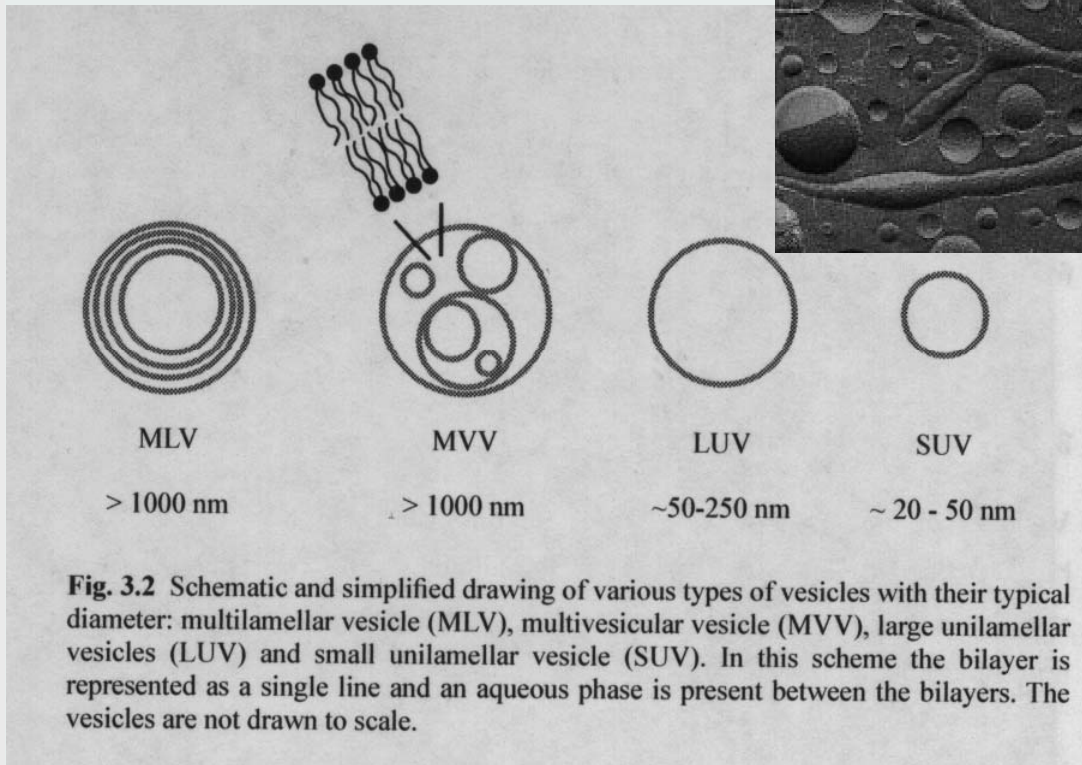 MLV MVV LUV SUV
> 1000 nm > 1000 nm ~50-250 nm ~ 20 - 50 nm
Fig. 3.2 Schematic and simplified drawing of various types of vesicles with their typical
diameter: multilamellar vesicle (MLV), multivesicular vesicle (MVV), large unilamellar
vesicles (LUV) and small unilamellar vesicle (SUV). In this scheme the bilayer is
represented as a single line and an aqueous phase is present between the bilayers. The
vesicles are not drawn to scale.